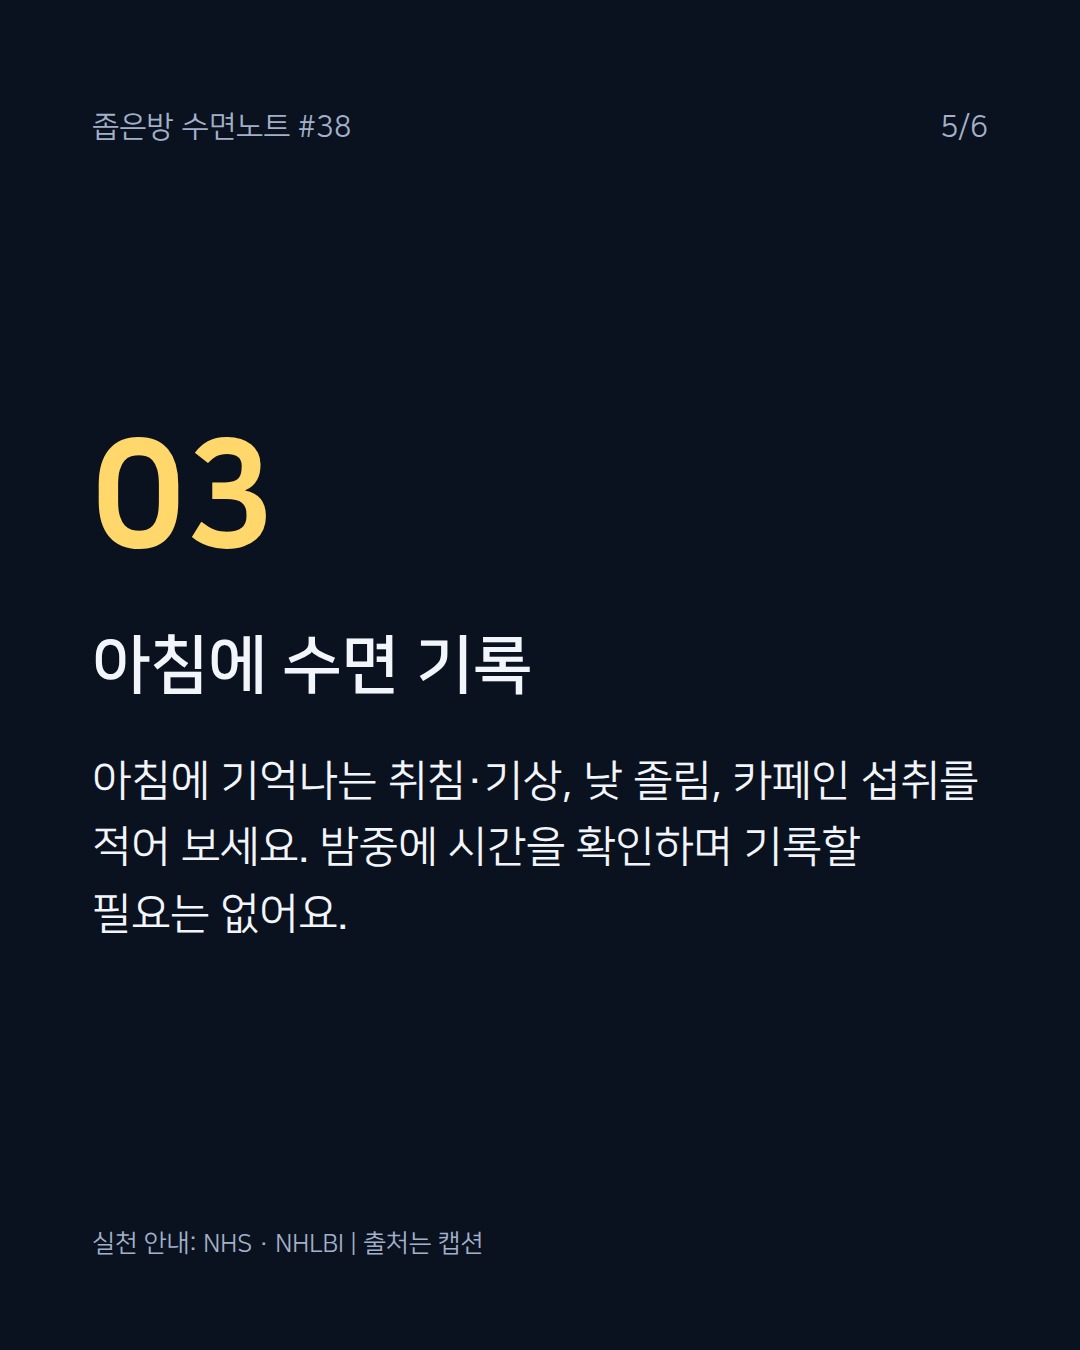 좁은방 수면노트 #38
5/6
03
아침에 수면 기록
아침에 기억나는 취침·기상, 낮 졸림, 카페인 섭취를
적어 보세요. 밤중에 시간을 확인하며 기록할
필요는 없어요.
실천 안내: NHS · NHLBI | 출처는 캡션